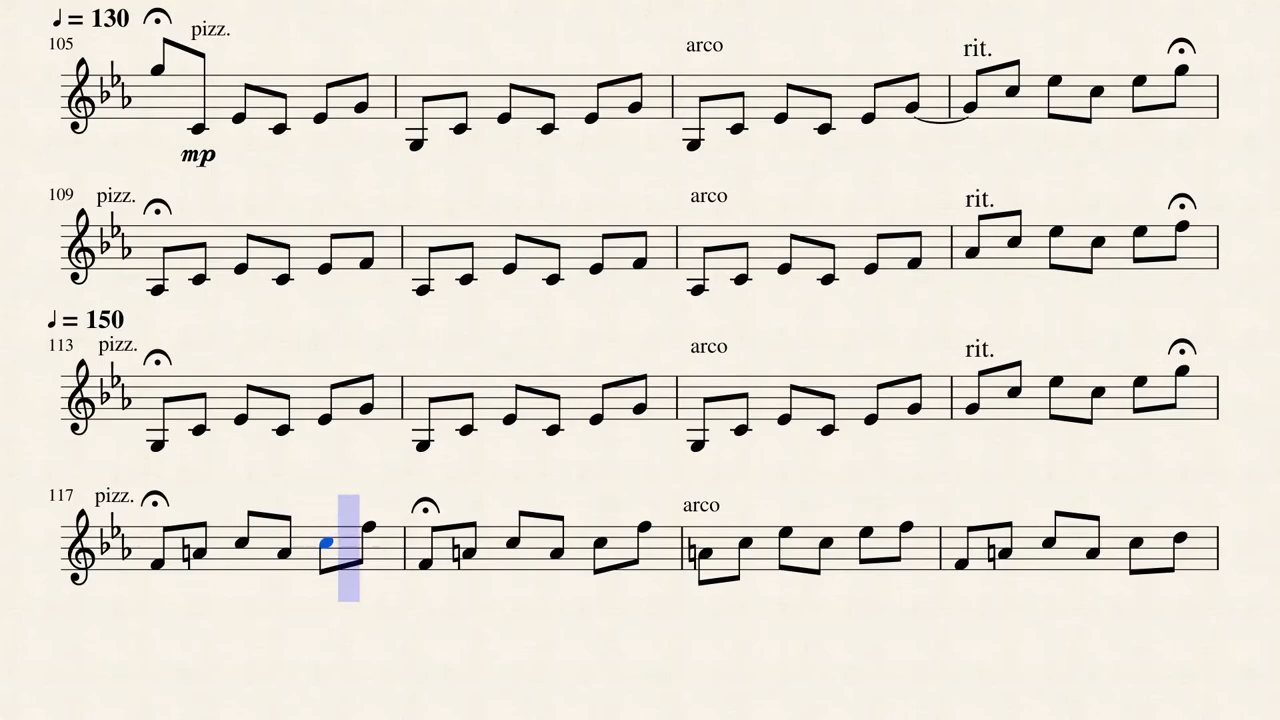 ♩ = 130
pizz.
105
arco
rit.
mp
109
pizz.
arco
rit.
♩ = 150
113
pizz.
arco
rit.
117
pizz.
arco